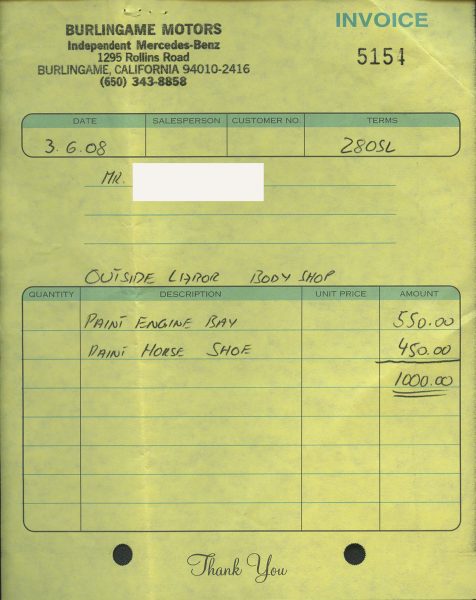 BURLINGAME MOTORS
Independent Mercedes-Benz
1295 Rollins Road
BURLINGAME, CALIFORNIA 94010-2416
(650) 343-8858
INVOICE
5151
DATE SALESPERSON CUSTOMER NO. TERMS
3.6.08 280SL
MR.
OUTSIDE LABOR BODY SHOP
QUANTITY DESCRIPTION UNIT PRICE AMOUNT
PAINT ENGINE BAY 550.00
PAINT HORSE SHOE 450.00
1000.00
Thank You